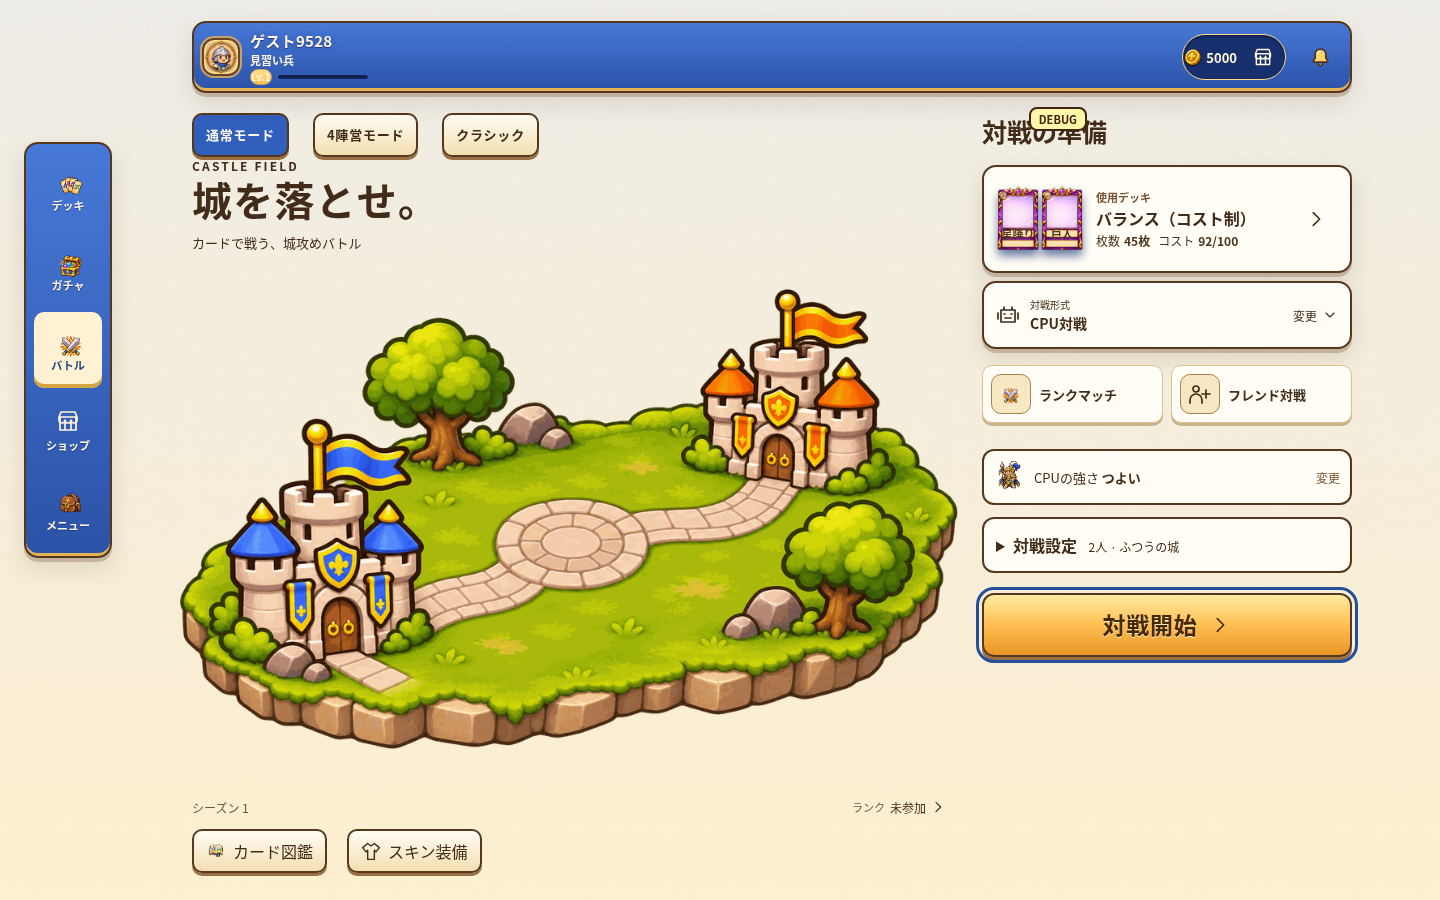 ゲスト9528
見習い兵
Lv.1
5000
デッキ
ガチャ
バトル
ショップ
メニュー
通常モード
4陣営モード
クラシック
CASTLE FIELD
城を落とせ。
カードで戦う、城攻めバトル
シーズン 1
ランク 未参加
カード図鑑
スキン装備
DEBUG
対戦の準備
巨人
使用デッキ
バランス（コスト制）
枚数 45枚 コスト 92/100
対戦形式
CPU対戦
変更
ランクマッチ
フレンド対戦
CPUの強さ つよい
変更
対戦設定 2人 · ふつうの城
対戦開始